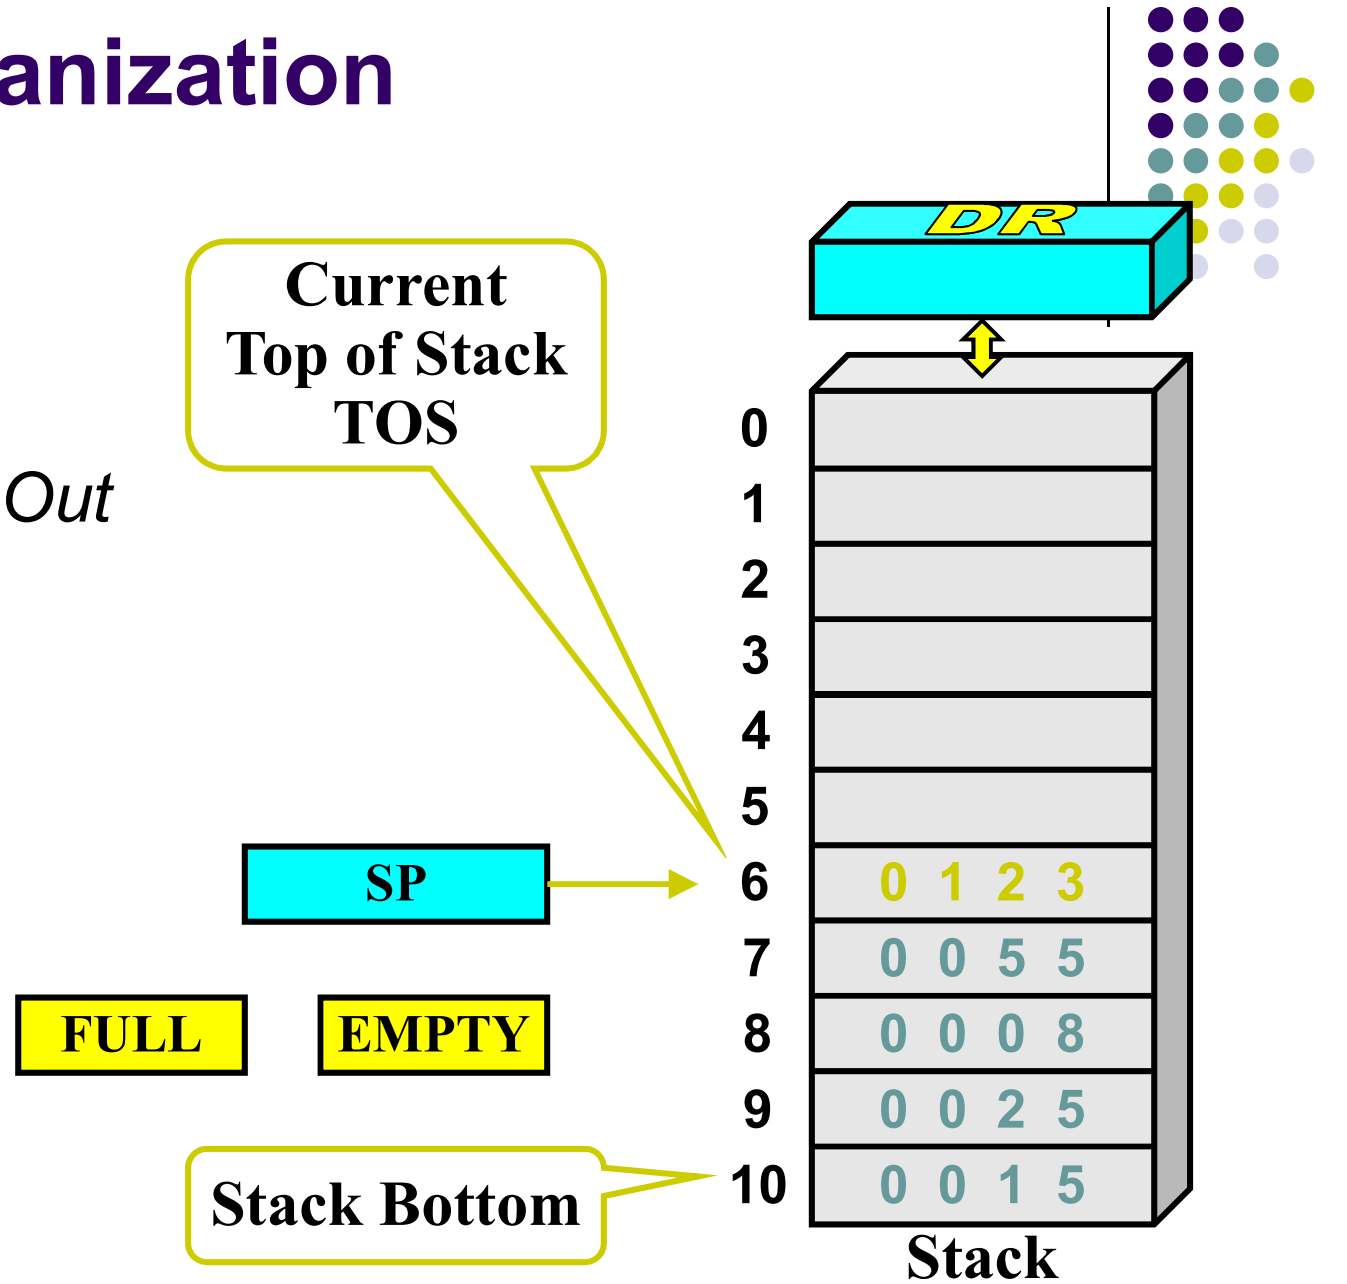 anization
DR
Current
Top of Stack
TOS
Out
0
1
2
3
4
5
SP
6 0 1 2 3
7 0 0 5 5
FULL EMPTY
8 0 0 0 8
9 0 0 2 5
Stack Bottom
10 0 0 1 5
Stack